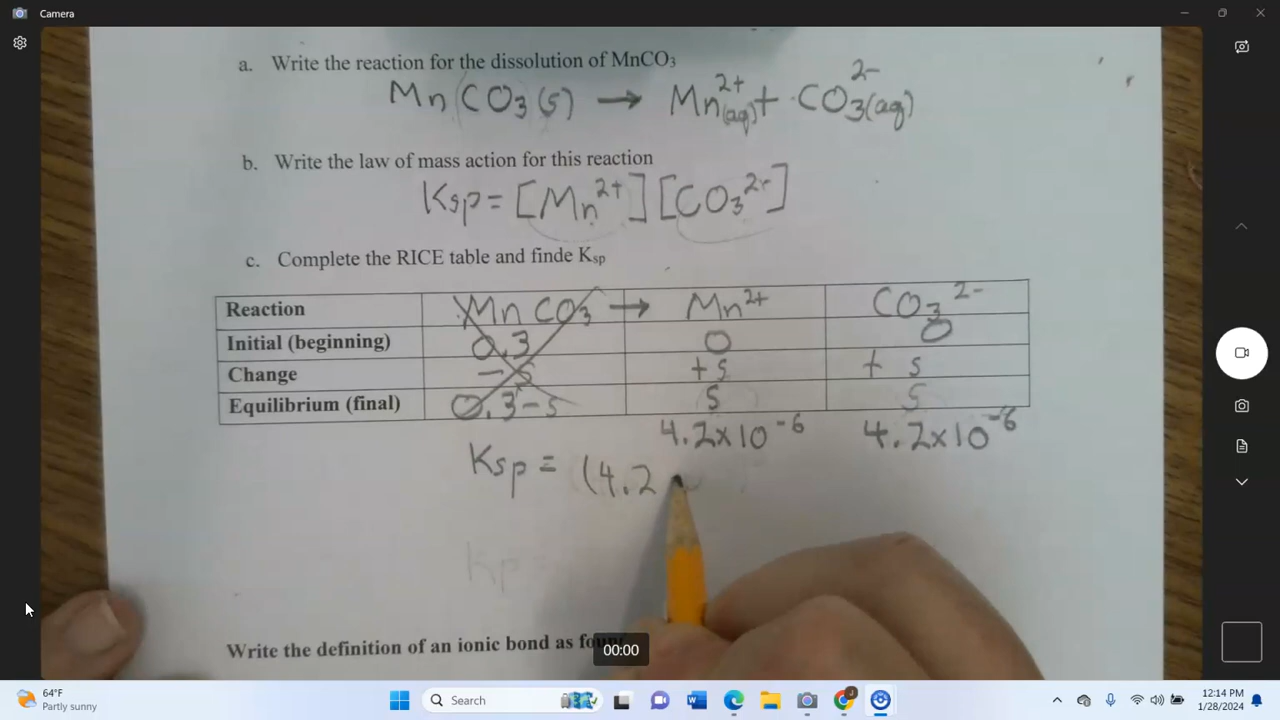 Camera
a. Write the reaction for the dissolution of MnCO₃
MnCO₃(s) → Mn²⁺(aq) + CO₃²⁻(aq)
b. Write the law of mass action for this reaction
Ksp = [Mn²⁺][CO₃²⁻]
c. Complete the RICE table and finde Ksp
Reaction MnCO₃ → Mn²⁺ CO₃²⁻
Initial (beginning) 0.3 0 0
Change -s +s + s
Equilibrium (final) 0.3-s s s
4.2x10⁻⁶ 4.2x10⁻⁶
Ksp = (4.2
Kp
Write the definition of an ionic bond as
00:00
64°F
Partly sunny
Search
12:14 PM
1/28/2024